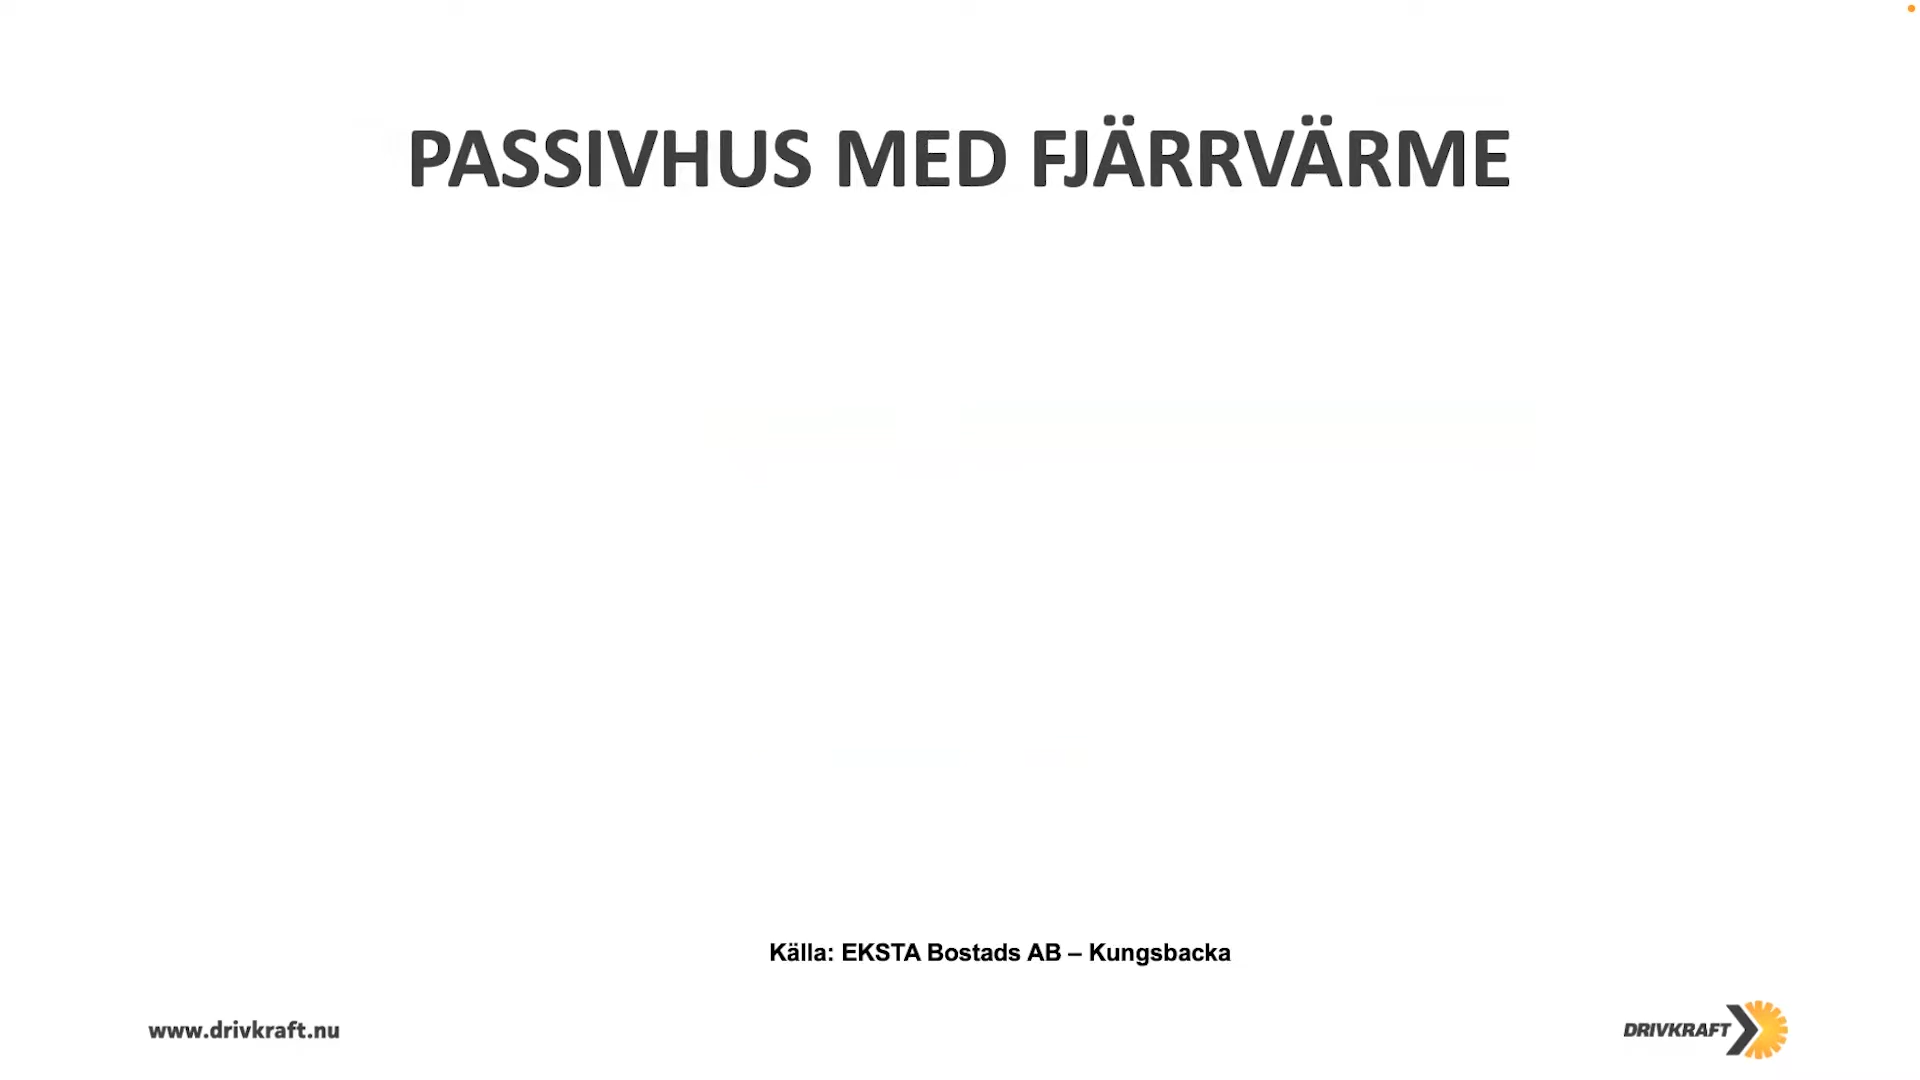 PASSIVHUS MED FJÄRRVÄRME
Källa: EKSTA Bostads AB – Kungsbacka
www.drivkraft.nu
DRIVKRAFT